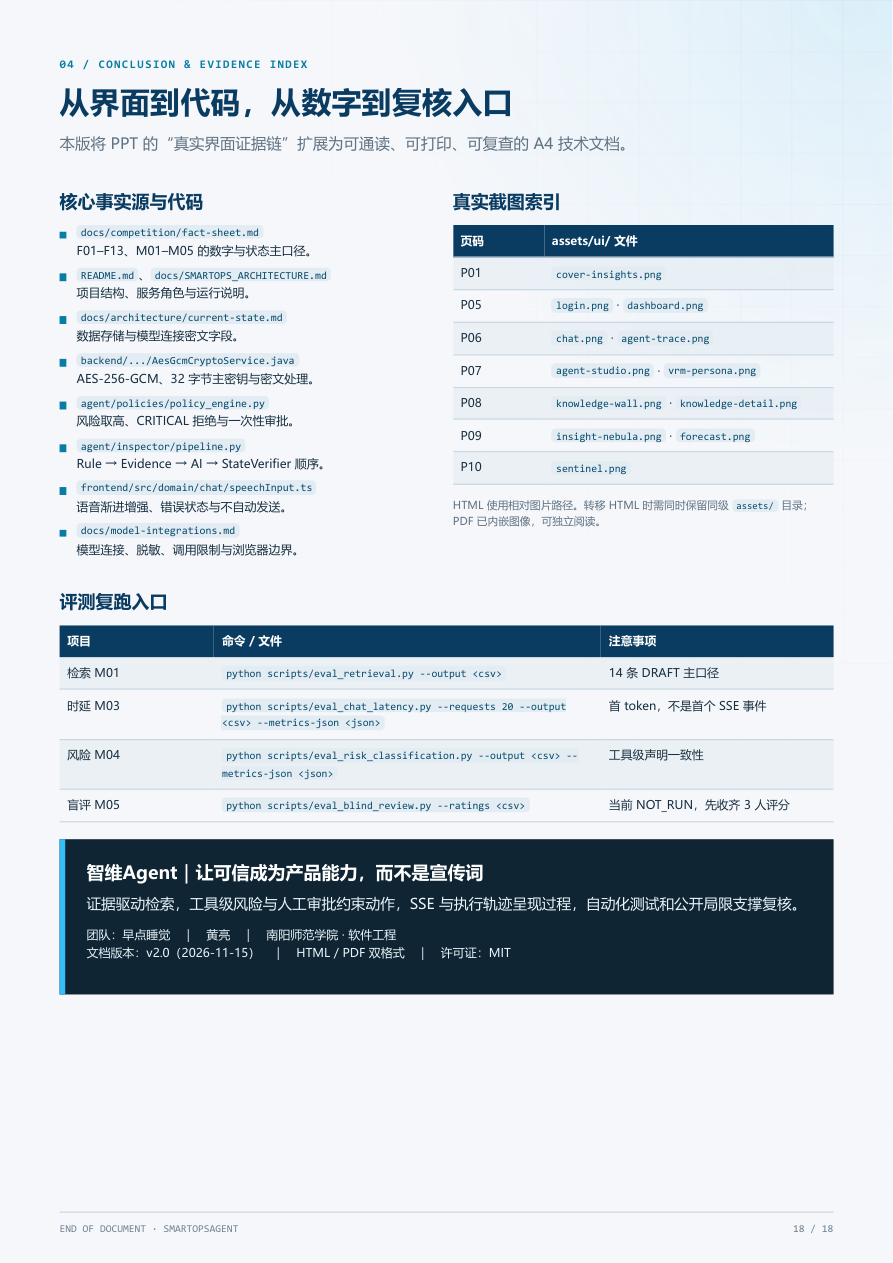 04 / CONCLUSION & EVIDENCE INDEX
从界面到代码，从数字到复核入口
本版将 PPT 的“真实界面证据链”扩展为可通读、可打印、可复查的 A4 技术文档。
核心事实源与代码
docs/competition/fact-sheet.md
F01–F13、M01–M05 的数字与状态主口径。
README.md 、 docs/SMARTOPS_ARCHITECTURE.md
项目结构、服务角色与运行说明。
docs/architecture/current-state.md
数据存储与模型连接密文字段。
backend/.../AesGcmCryptoService.java
AES-256-GCM、32 字节主密钥与密文处理。
agent/policies/policy_engine.py
风险取高、CRITICAL 拒绝与一次性审批。
agent/inspector/pipeline.py
Rule → Evidence → AI → StateVerifier 顺序。
frontend/src/domain/chat/speechInput.ts
语音渐进增强、错误状态与不自动发送。
docs/model-integrations.md
模型连接、脱敏、调用限制与浏览器边界。
真实截图索引
页码 assets/ui/ 文件
P01 cover-insights.png
P05 login.png · dashboard.png
P06 chat.png · agent-trace.png
P07 agent-studio.png · vrm-persona.png
P08 knowledge-wall.png · knowledge-detail.png
P09 insight-nebula.png · forecast.png
P10 sentinel.png
HTML 使用相对图片路径。转移 HTML 时需同时保留同级 assets/ 目录；
PDF 已内嵌图像，可独立阅读。
评测复跑入口
项目 命令 / 文件 注意事项
检索 M01 python scripts/eval_retrieval.py --output <csv> 14 条 DRAFT 主口径
时延 M03 python scripts/eval_chat_latency.py --requests 20 --output 首 token，不是首个 SSE 事件
<csv> --metrics-json <json>
风险 M04 python scripts/eval_risk_classification.py --output <csv> -- 工具级声明一致性
metrics-json <json>
盲评 M05 python scripts/eval_blind_review.py --ratings <csv> 当前 NOT_RUN，先收齐 3 人评分
智维Agent｜让可信成为产品能力，而不是宣传词
证据驱动检索，工具级风险与人工审批约束动作，SSE 与执行轨迹呈现过程，自动化测试和公开局限支撑复核。
团队：早点睡觉 ｜ 黄亮 ｜ 南阳师范学院 · 软件工程
文档版本：v2.0（2026-11-15） ｜ HTML / PDF 双格式 ｜ 许可证：MIT
END OF DOCUMENT · SMARTOPSAGENT
18 / 18